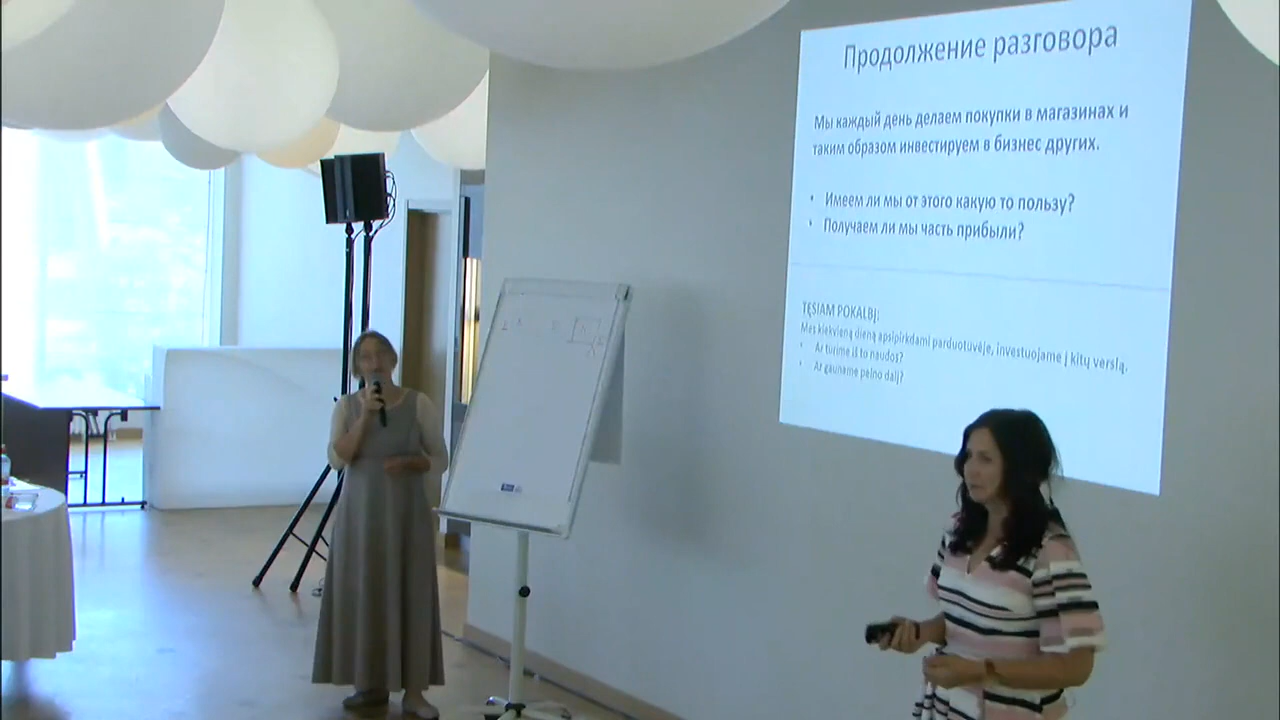 Продолжение разговора
Мы каждый день делаем покупки в магазинах и
таким образом инвестируем в бизнес других.
• Имеем ли мы от этого какую то пользу?
• Получаем ли мы часть прибыли?
TĘSIAM POKALBĮ:
Mes kiekvieną dieną apsipirkdami parduotuvėje, investuojame į kitų verslą.
• Ar turime iš to naudos?
• Ar gauname pelno dalį?